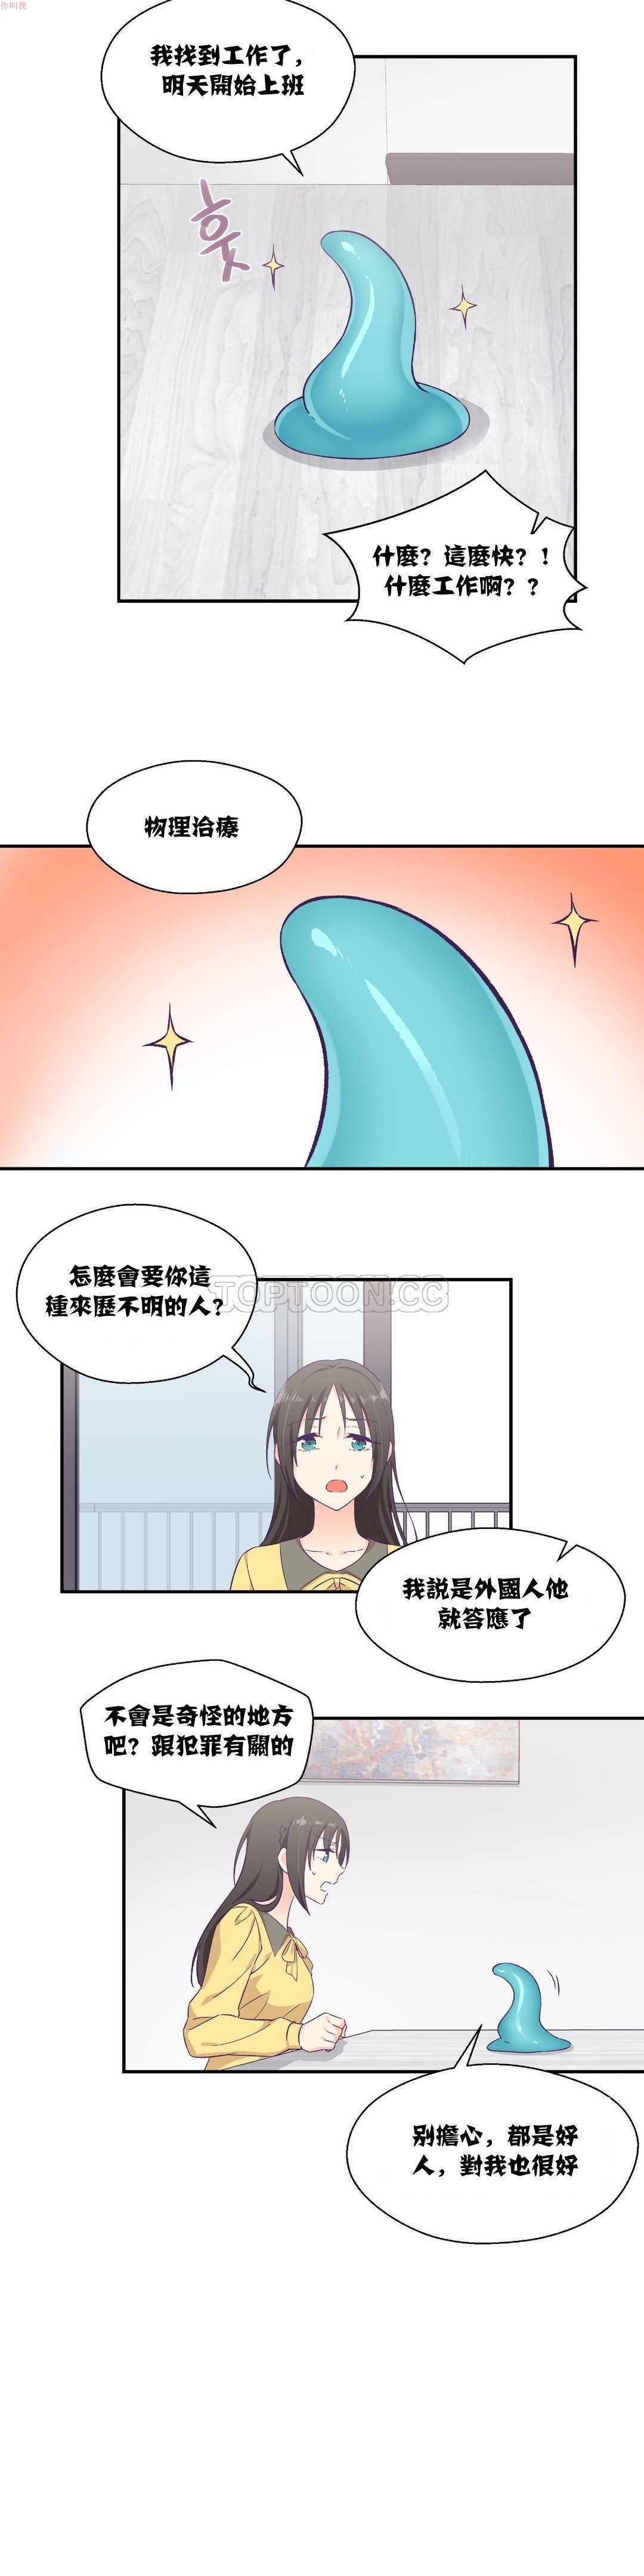 你叫我
我找到工作了，
明天開始上班
흥
什麼？這麼快？！
什麼工作啊？？
物理治療
怎麼會要你這
種來歷不明的人？
TOPTOON.CC
我説是外國人他
就答應了
不會是奇怪的地方
吧？跟犯罪有關的
別擔心，都是好
人，對我也很好